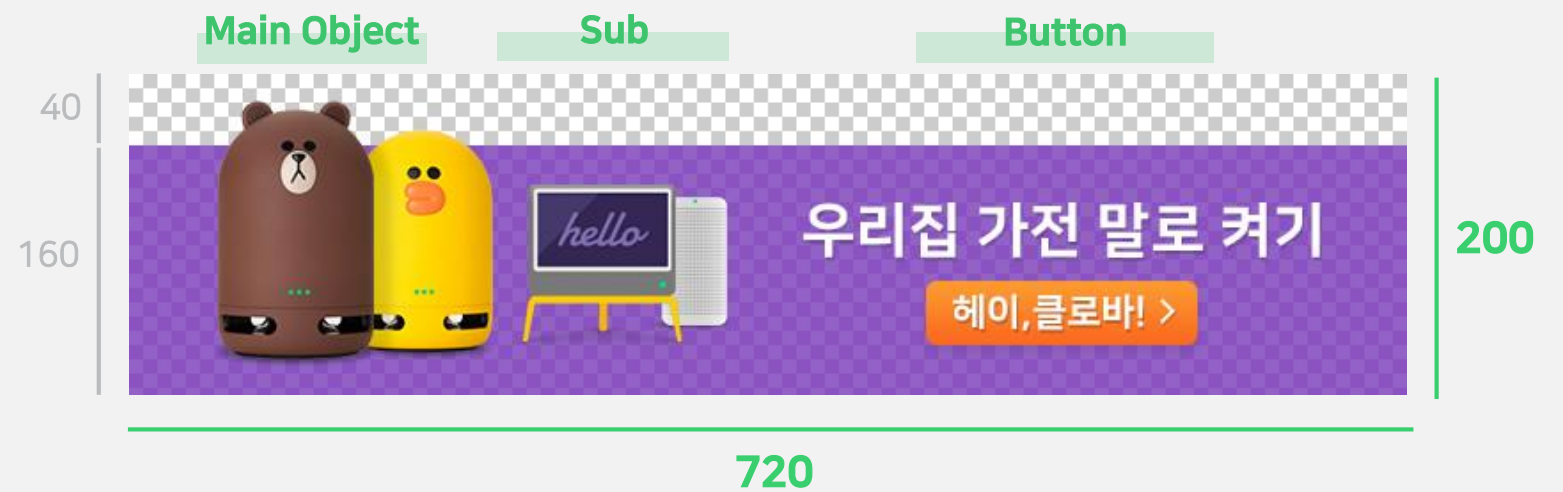 Main Object
Sub
Button
40
160
hello
우리집 가전 말로 켜기
헤이,클로바! >
200
720